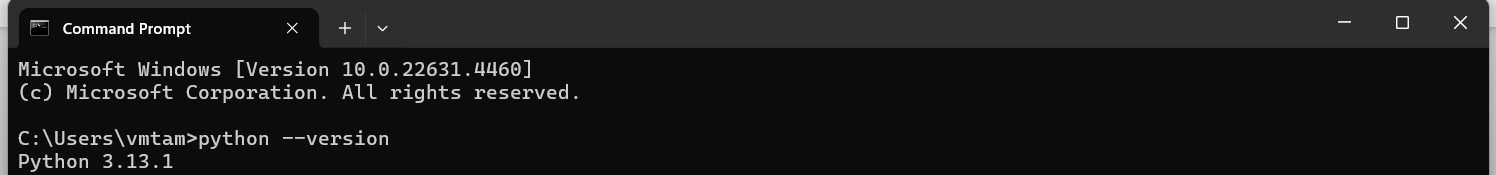 Command Prompt
Microsoft Windows [Version 10.0.22631.4460]
(c) Microsoft Corporation. All rights reserved.
C:\Users\vmtam>python --version
Python 3.13.1